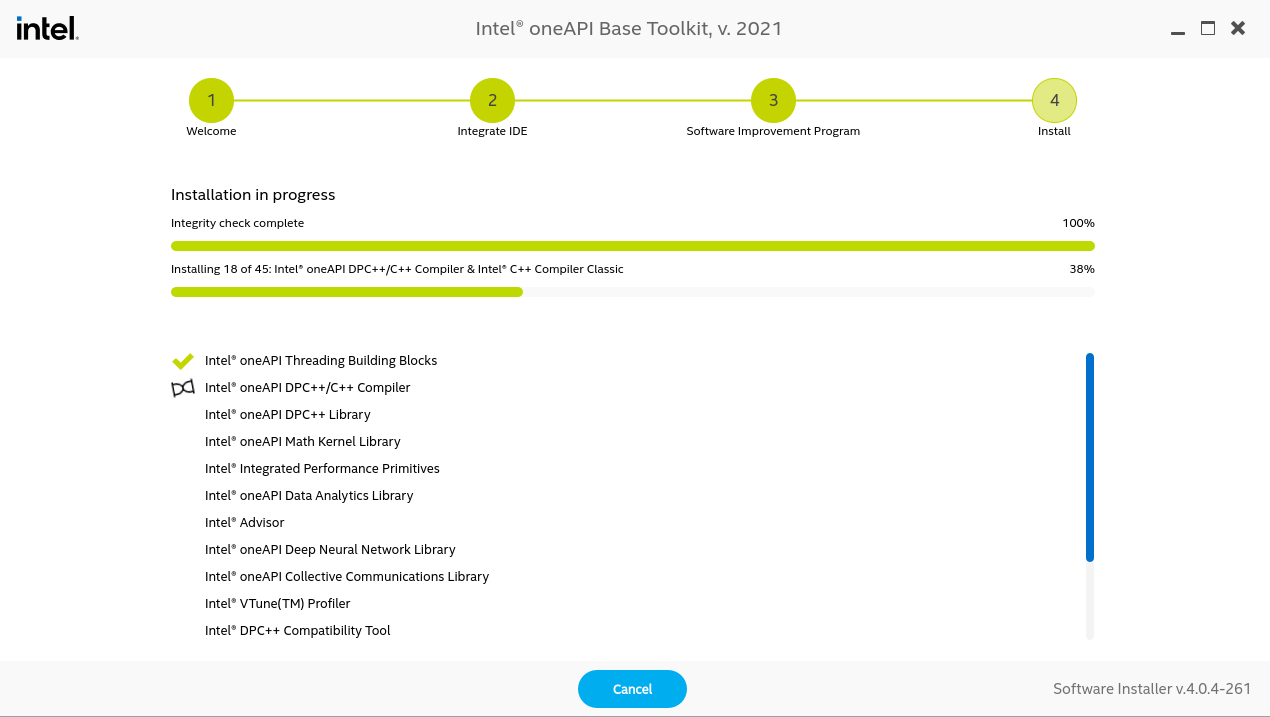 intel.
Intel® oneAPI Base Toolkit, v. 2021
1
2
3
4
Welcome
Integrate IDE
Software Improvement Program
Install
Installation in progress
Integrity check complete 100%
Installing 18 of 45: Intel® oneAPI DPC++/C++ Compiler & Intel® C++ Compiler Classic 38%
Intel® oneAPI Threading Building Blocks
Intel® oneAPI DPC++/C++ Compiler
Intel® oneAPI DPC++ Library
Intel® oneAPI Math Kernel Library
Intel® Integrated Performance Primitives
Intel® oneAPI Data Analytics Library
Intel® Advisor
Intel® oneAPI Deep Neural Network Library
Intel® oneAPI Collective Communications Library
Intel® VTune(TM) Profiler
Intel® DPC++ Compatibility Tool
Cancel
Software Installer v.4.0.4-261